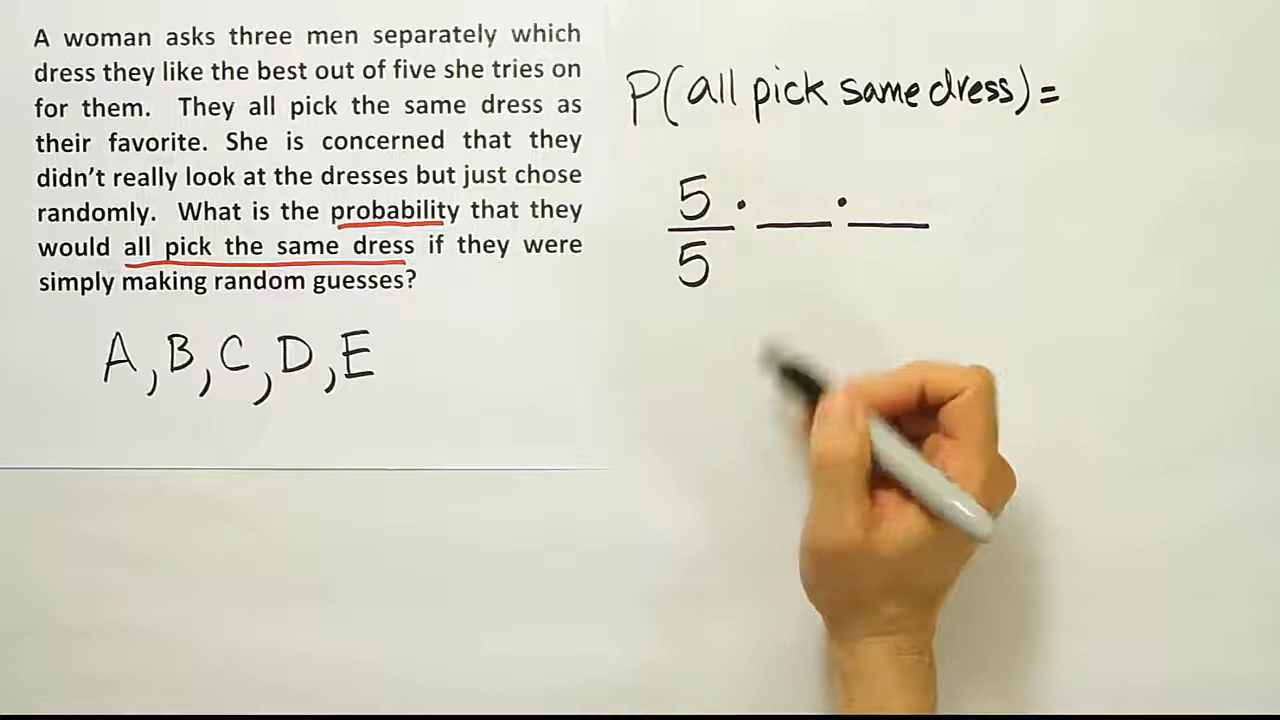 A woman asks three men separately which
dress they like the best out of five she tries on
for them. They all pick the same dress as
their favorite. She is concerned that they
didn't really look at the dresses but just chose
randomly. What is the probability that they
would all pick the same dress if they were
simply making random guesses?
A, B, C, D, E
P(all pick same dress) =
5 · __ · __
5